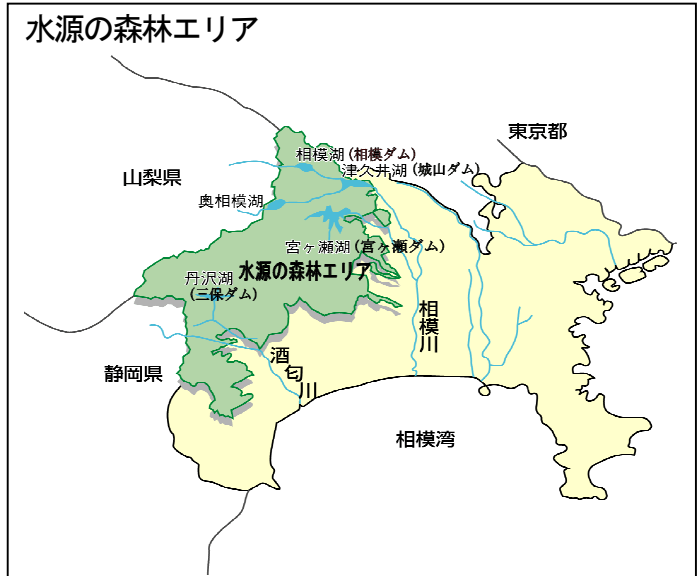 水源の森林エリア
東京都
相模湖(相模ダム)
津久井湖(城山ダム)
山梨県
奥相模湖
宮ヶ瀬湖(宮ヶ瀬ダム)
水源の森林エリア
丹沢湖
(三保ダム)
相模川
酒匂川
静岡県
相模湾